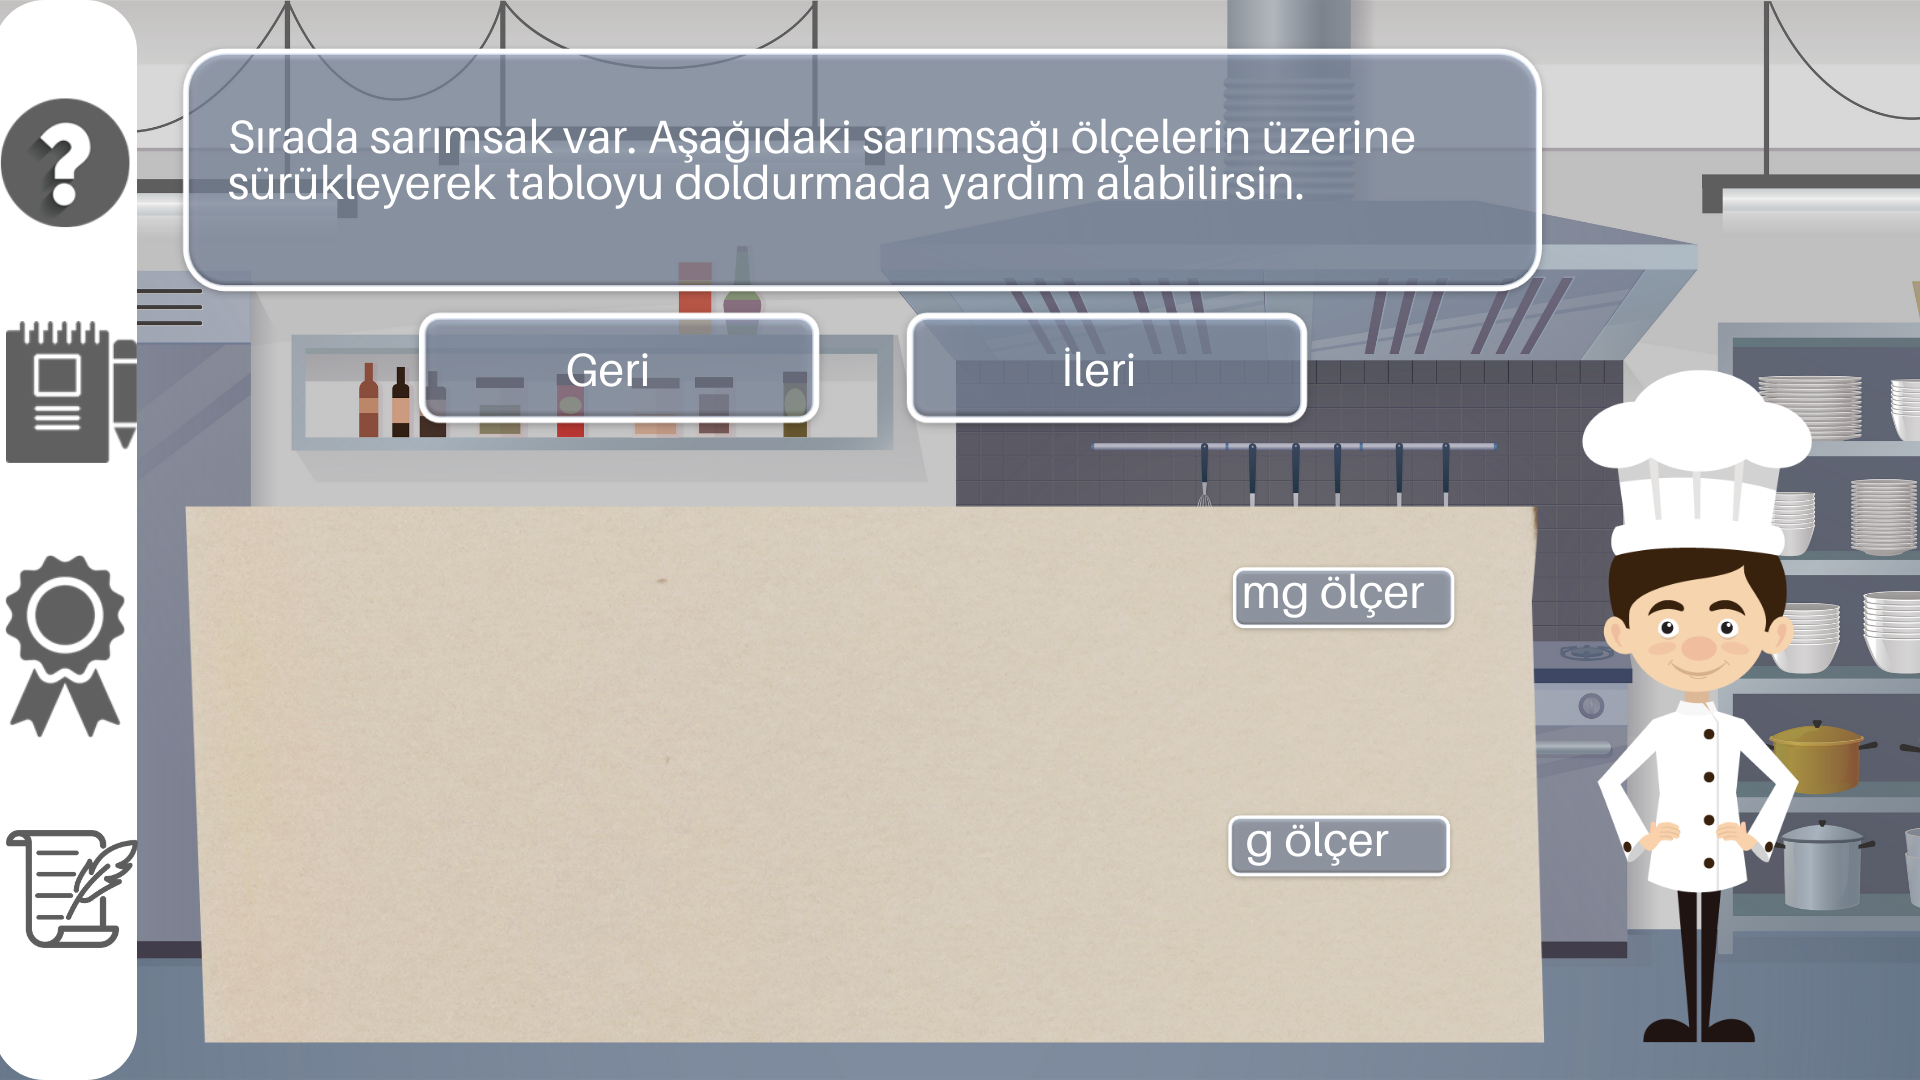 Sırada sarımsak var. Aşağıdaki sarımsağı ölçelerin üzerine
sürükleyerek tabloyu doldurmada yardım alabilirsin.
Geri
İleri
mg ölçer
g ölçer